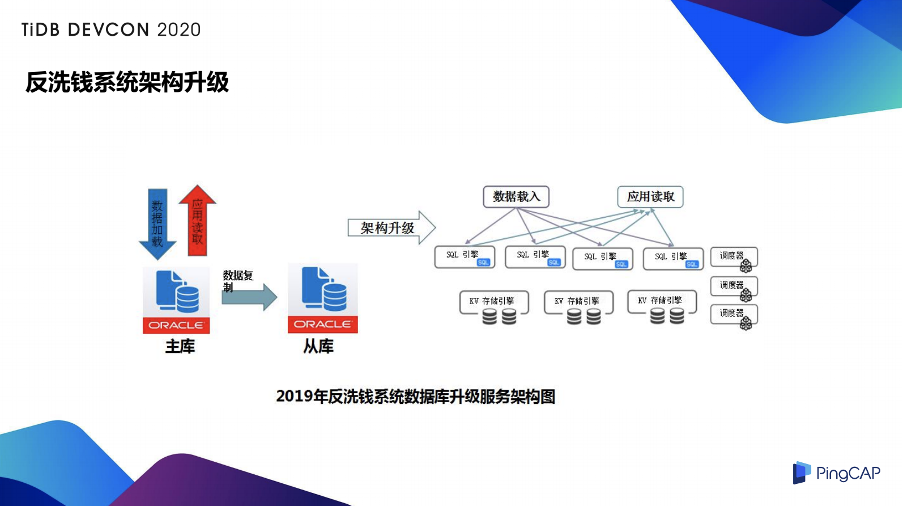 TiDB DEVCON 2020
反洗钱系统架构升级
数据加载
应用读取
数据复
制
ORACLE
主库
ORACLE
从库
架构升级
数据载入
应用读取
SQL 引擎
SQL
SQL 引擎
SQL
SQL 引擎
SQL
SQL 引擎
SQL
调度器
调度器
调度器
KV 存储引擎
KV 存储引擎
KV 存储引擎
2019年反洗钱系统数据库升级服务架构图
PingCAP